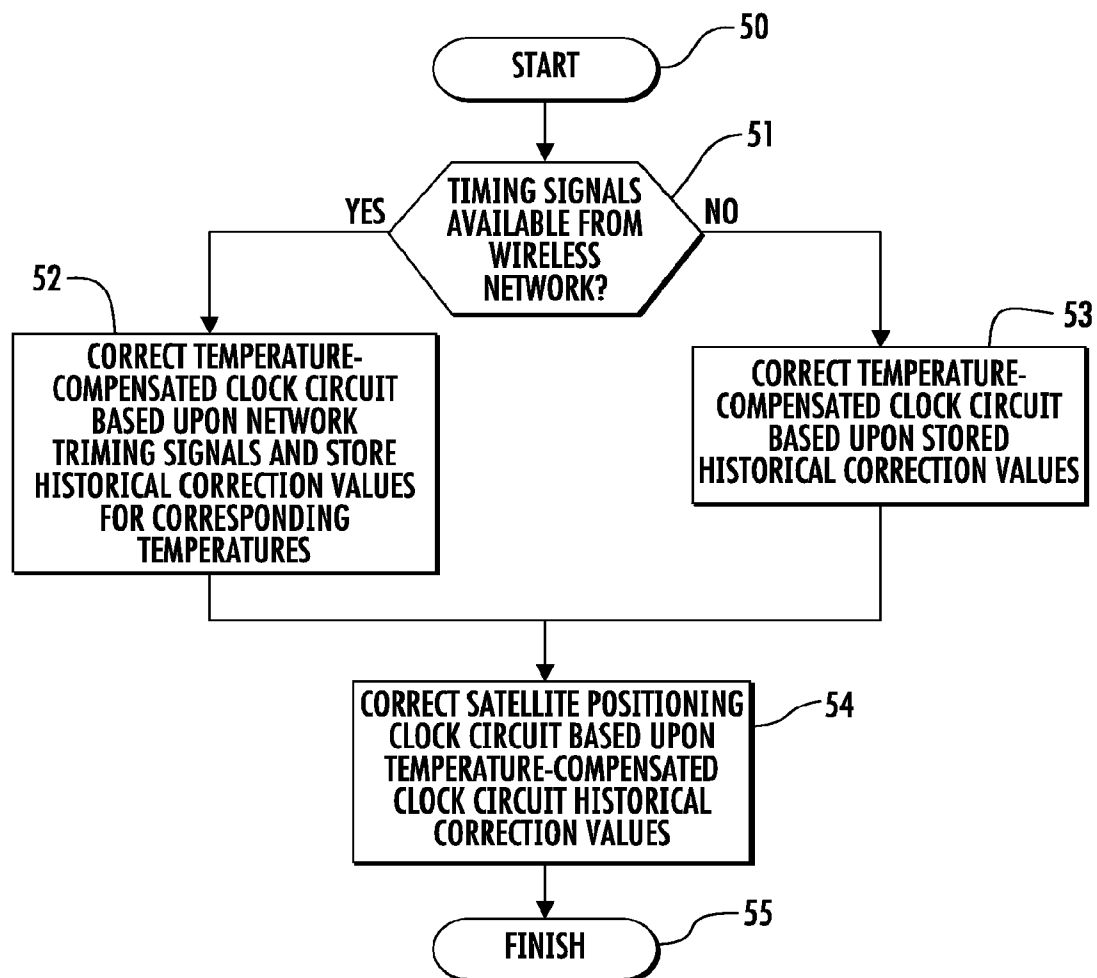 50
START
51
TIMING SIGNALS
AVAILABLE FROM
WIRELESS
NETWORK?
YES
NO
52
CORRECT TEMPERATURE-
COMPENSATED CLOCK CIRCUIT
BASED UPON NETWORK
TRIMING SIGNALS AND STORE
HISTORICAL CORRECTION VALUES
FOR CORRESPONDING
TEMPERATURES
53
CORRECT TEMPERATURE-
COMPENSATED CLOCK CIRCUIT
BASED UPON STORED
HISTORICAL CORRECTION VALUES
CORRECT SATELLITE POSITIONING
CLOCK CIRCUIT BASED UPON
TEMPERATURE-COMPENSATED
CLOCK CIRCUIT HISTORICAL
CORRECTION VALUES
54
FINISH
55